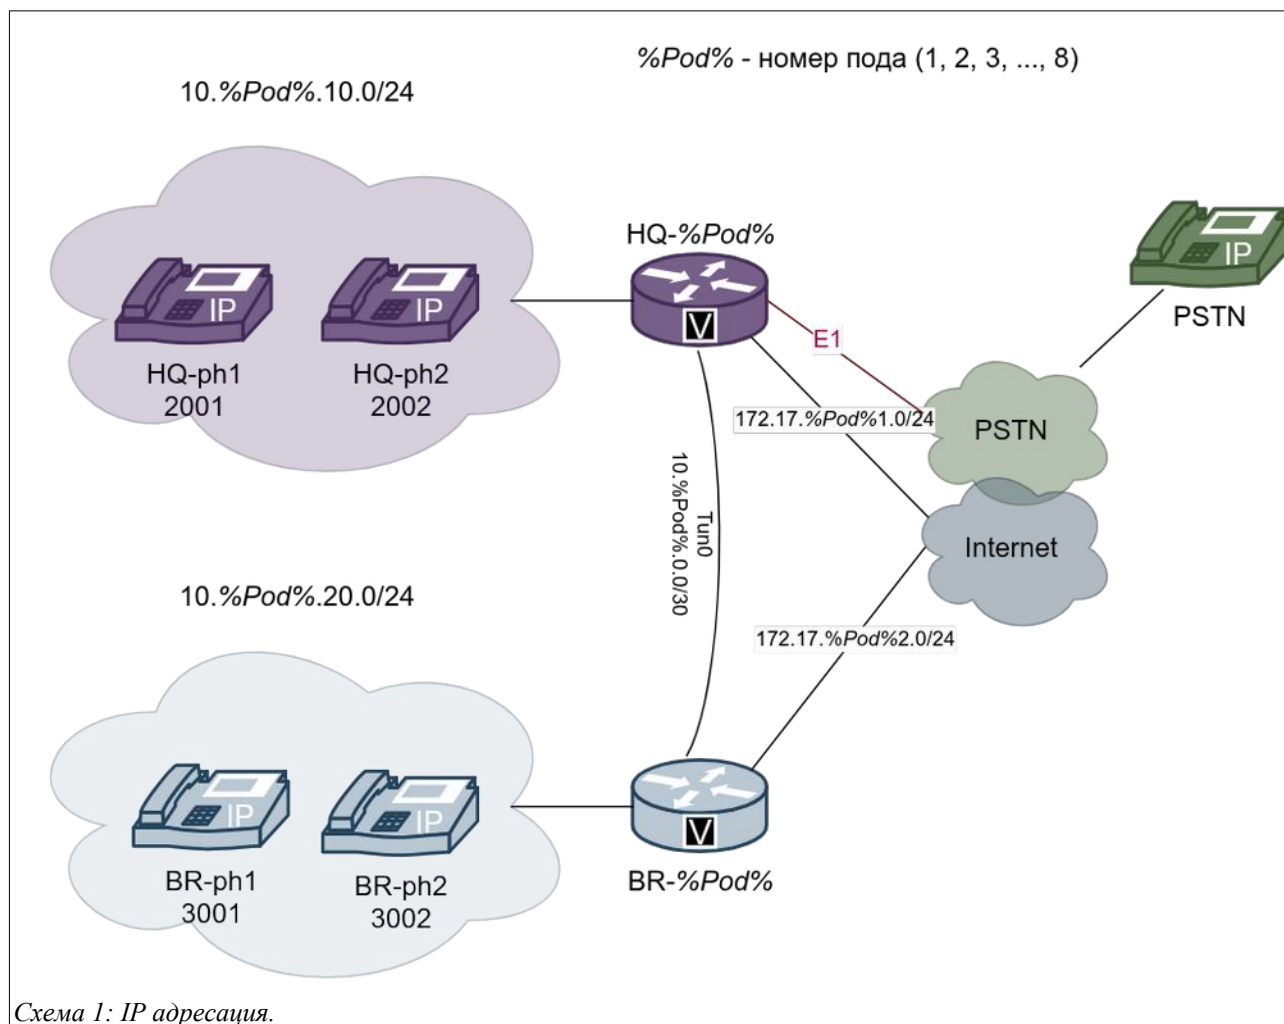 %Pod% - номер пода (1, 2, 3, ..., 8)
10.%Pod%.10.0/24
HQ-%Pod%
IP
IP
IP
V
PSTN
E1
HQ-ph1
2001
HQ-ph2
2002
172.17.%Pod%1.0/24
PSTN
Tun0
10.%Pod%.0.0/30
Internet
10.%Pod%.20.0/24
172.17.%Pod%2.0/24
IP
IP
V
BR-ph1
3001
BR-ph2
3002
BR-%Pod%
Схема 1: IP адресация.